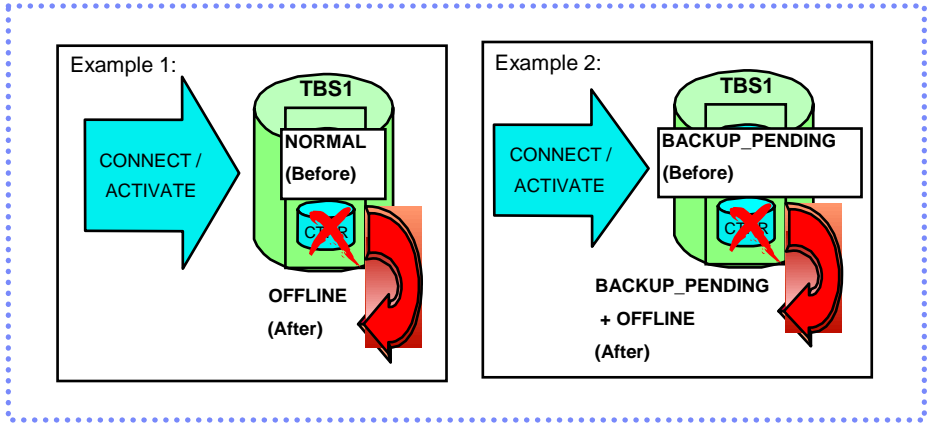 Example 1:
TBS1
CONNECT /
ACTIVATE
NORMAL
(Before)
OFFLINE
(After)
Example 2:
TBS1
CONNECT /
ACTIVATE
BACKUP_PENDING
(Before)
BACKUP_PENDING
+ OFFLINE
(After)